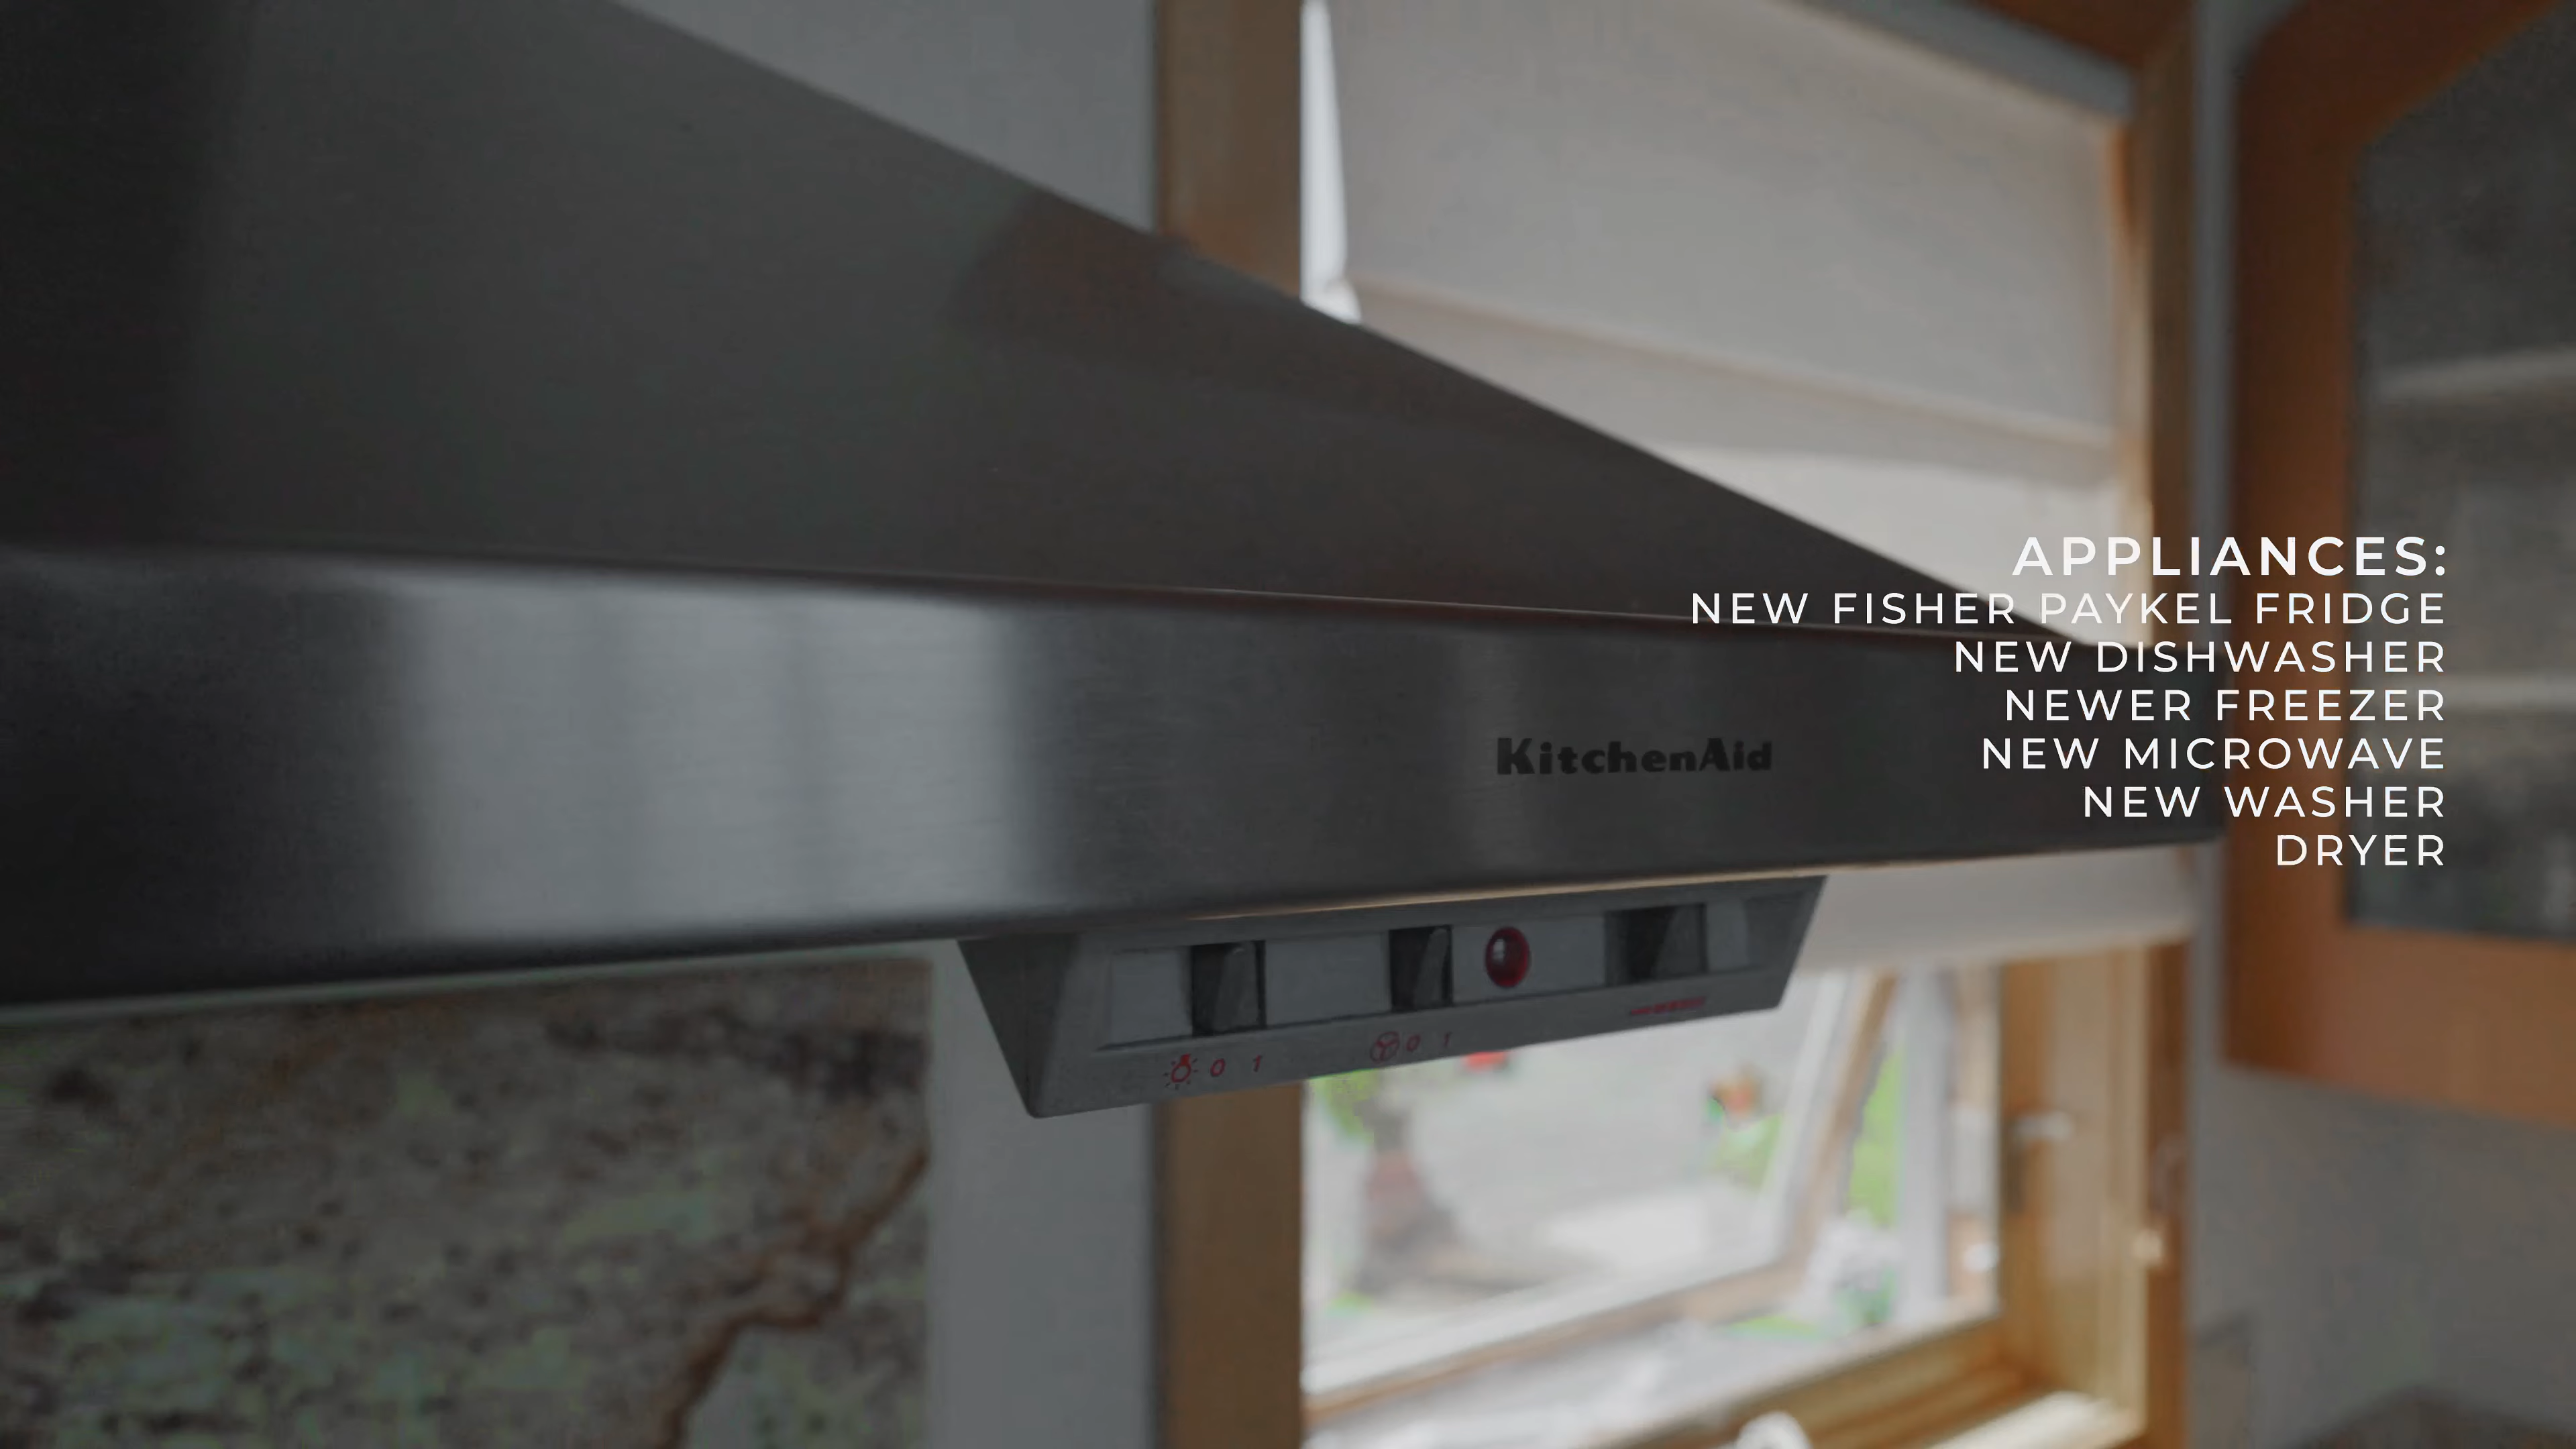 APPLIANCES:
NEW FISHER PAYKEL FRIDGE
NEW DISHWASHER
NEWER FREEZER
NEW MICROWAVE
NEW WASHER
DRYER
KitchenAid
0 1
0 1